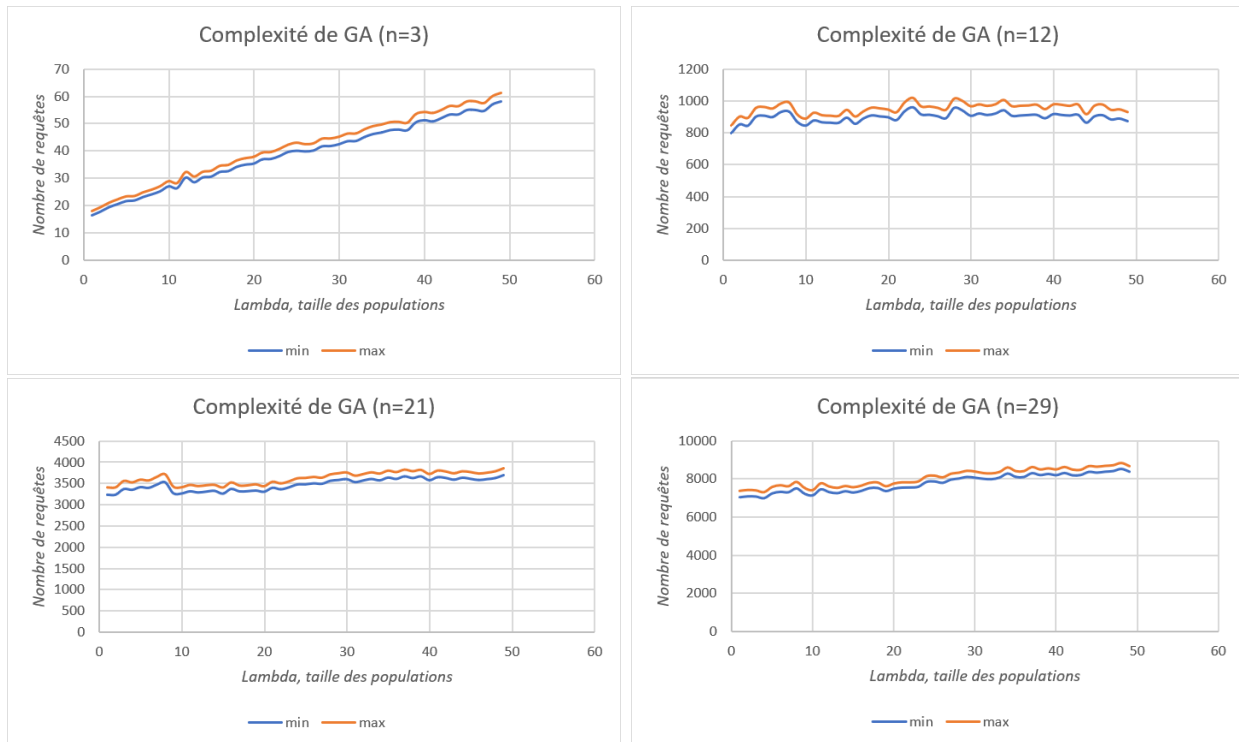 Complexité de GA (n=3)
Nombre de requêtes
70
60
50
40
30
20
10
0
0 10 20 30 40 50 60
Lambda, taille des populations
min max
Complexité de GA (n=12)
Nombre de requêtes
1200
1000
800
600
400
200
0
0 10 20 30 40 50 60
Lambda, taille des populations
min max
Complexité de GA (n=21)
Nombre de requêtes
4500
4000
3500
3000
2500
2000
1500
1000
500
0
0 10 20 30 40 50 60
Lambda, taille des populations
min max
Complexité de GA (n=29)
Nombre de requêtes
10000
8000
6000
4000
2000
0
0 10 20 30 40 50 60
Lambda, taille des populations
min max